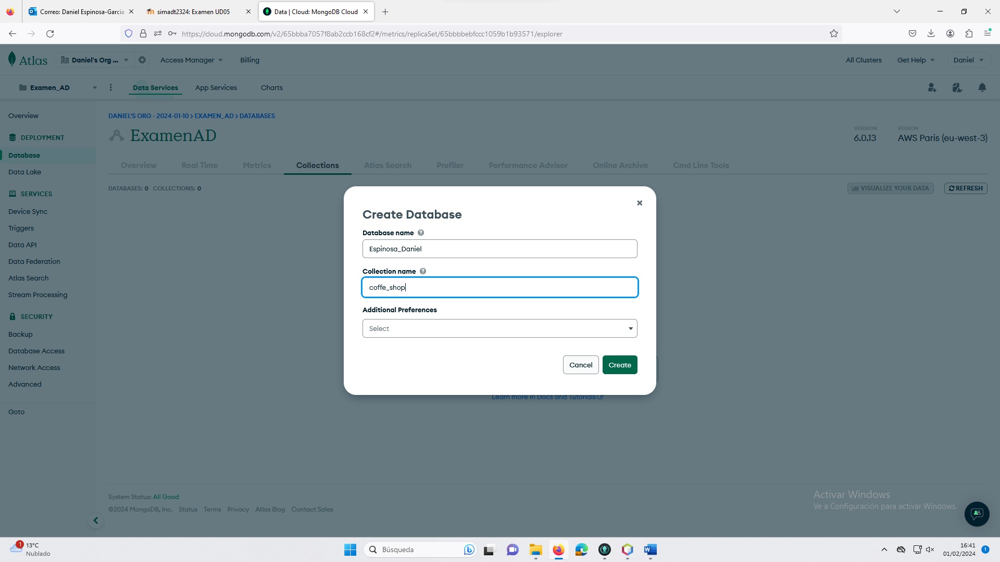 Correo: Daniel Espinosa-Garcia
simadt2324: Examen UD05
Data | Cloud: MongoDB Cloud
https://cloud.mongodb.com/v2/65bbba7057f8ab2ccb168cf2#/metrics/replicaSet/65bbbbebfccc1059b1b93571/explorer
Atlas
Daniel's Org ...
Access Manager
Billing
All Clusters
Get Help
Daniel
Examen_AD
Data Services
App Services
Charts
Overview
DEPLOYMENT
Database
Data Lake
SERVICES
Device Sync
Triggers
Data API
Data Federation
Atlas Search
Stream Processing
SECURITY
Backup
Database Access
Network Access
Advanced
Goto
DANIEL'S ORG - 2024-01-10 > EXAMEN_AD > DATABASES
ExamenAD
VERSION
6.0.13
REGION
AWS Paris (eu-west-3)
Overview
Real Time
Metrics
Collections
Atlas Search
Profiler
Performance Advisor
Online Archive
Cmd Line Tools
DATABASES: 0 COLLECTIONS: 0
VISUALIZE YOUR DATA
REFRESH
Create Database
Database name
Espinosa_Daniel
Collection name
coffe_shop
Additional Preferences
Select
Cancel
Create
Learn more in Docs and Tutorials
System Status: All Good
©2024 MongoDB, Inc. Status Terms Privacy Atlas Blog Contact Sales
Activar Windows
Ve a Configuración para activar Windows.
1
13°C
Nublado
Búsqueda
16:41
01/02/2024
1